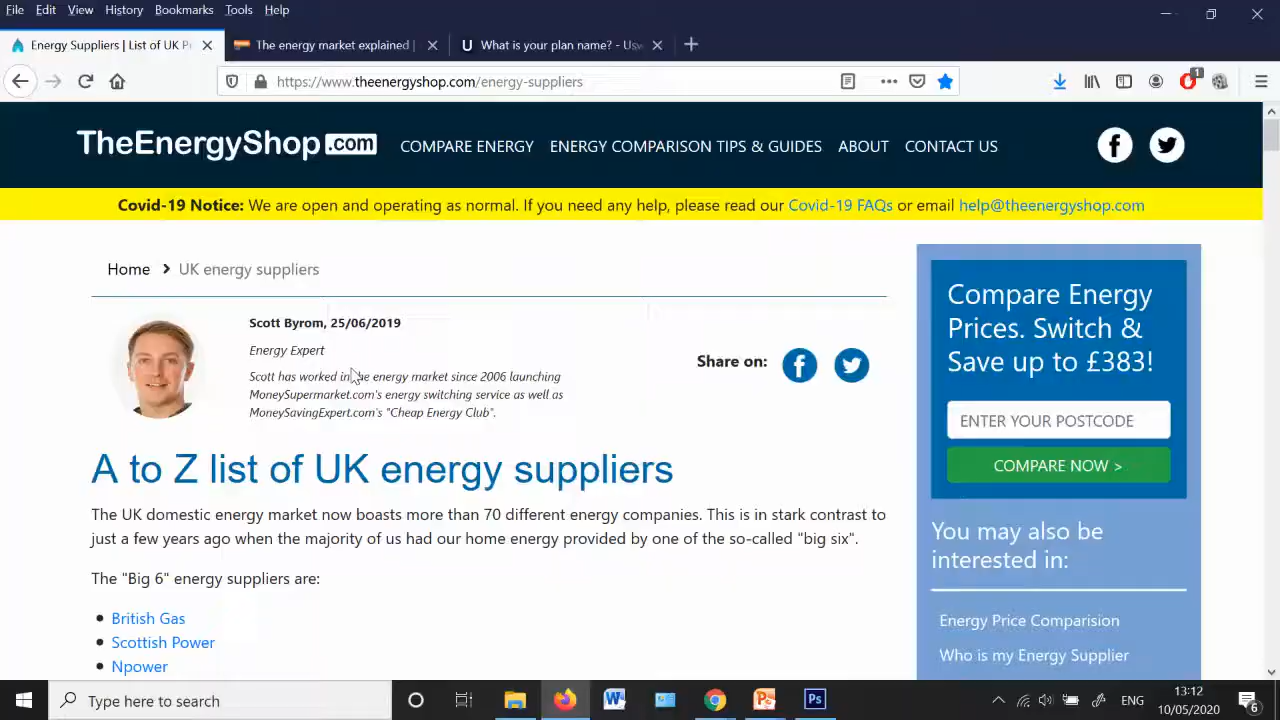 File Edit View History Bookmarks Tools Help
Energy Suppliers | List of UK P
The energy market explained |
U What is your plan name? - Usw
https://www.theenergyshop.com/energy-suppliers
1
TheEnergyShop.com
COMPARE ENERGY ENERGY COMPARISON TIPS & GUIDES ABOUT CONTACT US
Covid-19 Notice: We are open and operating as normal. If you need any help, please read our Covid-19 FAQs or email help@theenergyshop.com
Home > UK energy suppliers
Scott Byrom, 25/06/2019
Energy Expert
Scott has worked in the energy market since 2006 launching
MoneySupermarket.com's energy switching service as well as
MoneySavingExpert.com's "Cheap Energy Club".
Share on:
A to Z list of UK energy suppliers
The UK domestic energy market now boasts more than 70 different energy companies. This is in stark contrast to
just a few years ago when the majority of us had our home energy provided by one of the so-called "big six".
The "Big 6" energy suppliers are:
• British Gas
• Scottish Power
• Npower
Compare Energy
Prices. Switch &
Save up to £383!
ENTER YOUR POSTCODE
COMPARE NOW >
You may also be
interested in:
Energy Price Comparision
Who is my Energy Supplier
Type here to search
ENG
13:12
10/05/2020
6